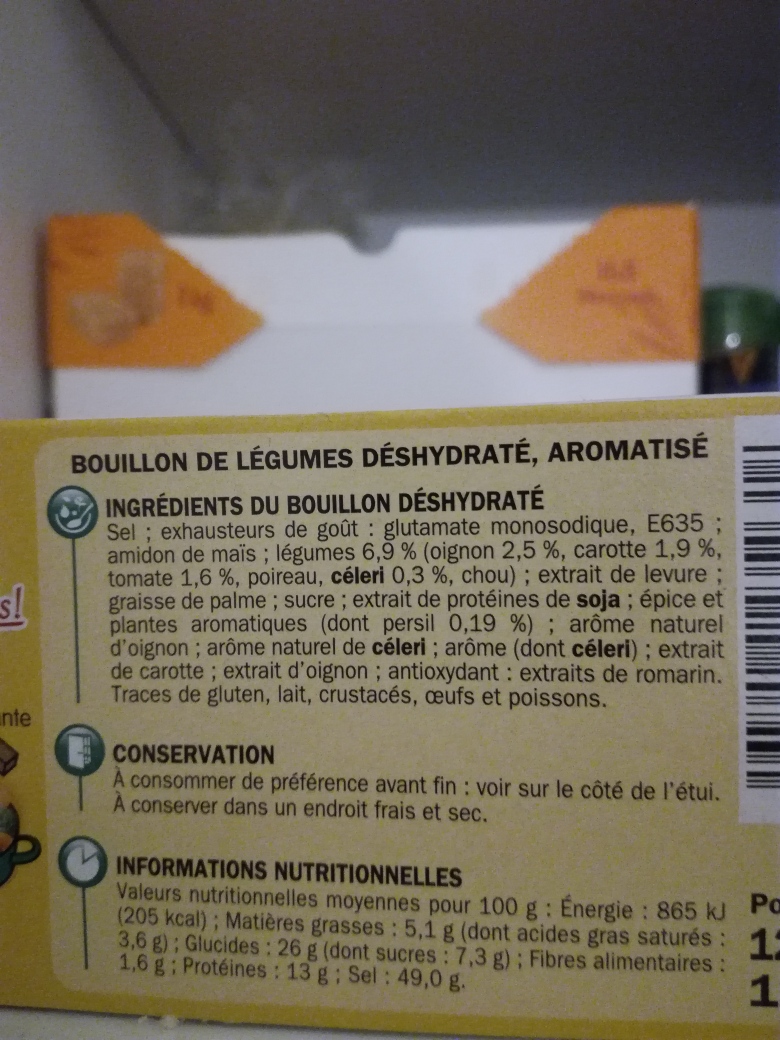 BOUILLON DE LÉGUMES DÉSHYDRATÉ, AROMATISÉ
INGRÉDIENTS DU BOUILLON DÉSHYDRATÉ
Sel ; exhausteurs de goût : glutamate monosodique, E635 ;
amidon de maïs ; légumes 6,9 % (oignon 2,5 %, carotte 1,9 %,
tomate 1,6 %, poireau, céleri 0,3 %, chou) ; extrait de levure ;
graisse de palme ; sucre ; extrait de protéines de soja ; épice et
plantes aromatiques (dont persil 0,19 %) ; arôme naturel
d'oignon ; arôme naturel de céleri ; arôme (dont céleri) ; extrait
de carotte ; extrait d'oignon ; antioxydant : extraits de romarin.
Traces de gluten, lait, crustacés, œufs et poissons.
CONSERVATION
À consommer de préférence avant fin : voir sur le côté de l'étui.
À conserver dans un endroit frais et sec.
INFORMATIONS NUTRITIONNELLES
Valeurs nutritionnelles moyennes pour 100 g : Énergie : 865 kJ
(205 kcal) ; Matières grasses : 5,1 g (dont acides gras saturés :
3,6 g) ; Glucides : 26 g (dont sucres : 7,3 g) ; Fibres alimentaires :
1,6 g ; Protéines : 13 g ; Sel : 49,0 g.